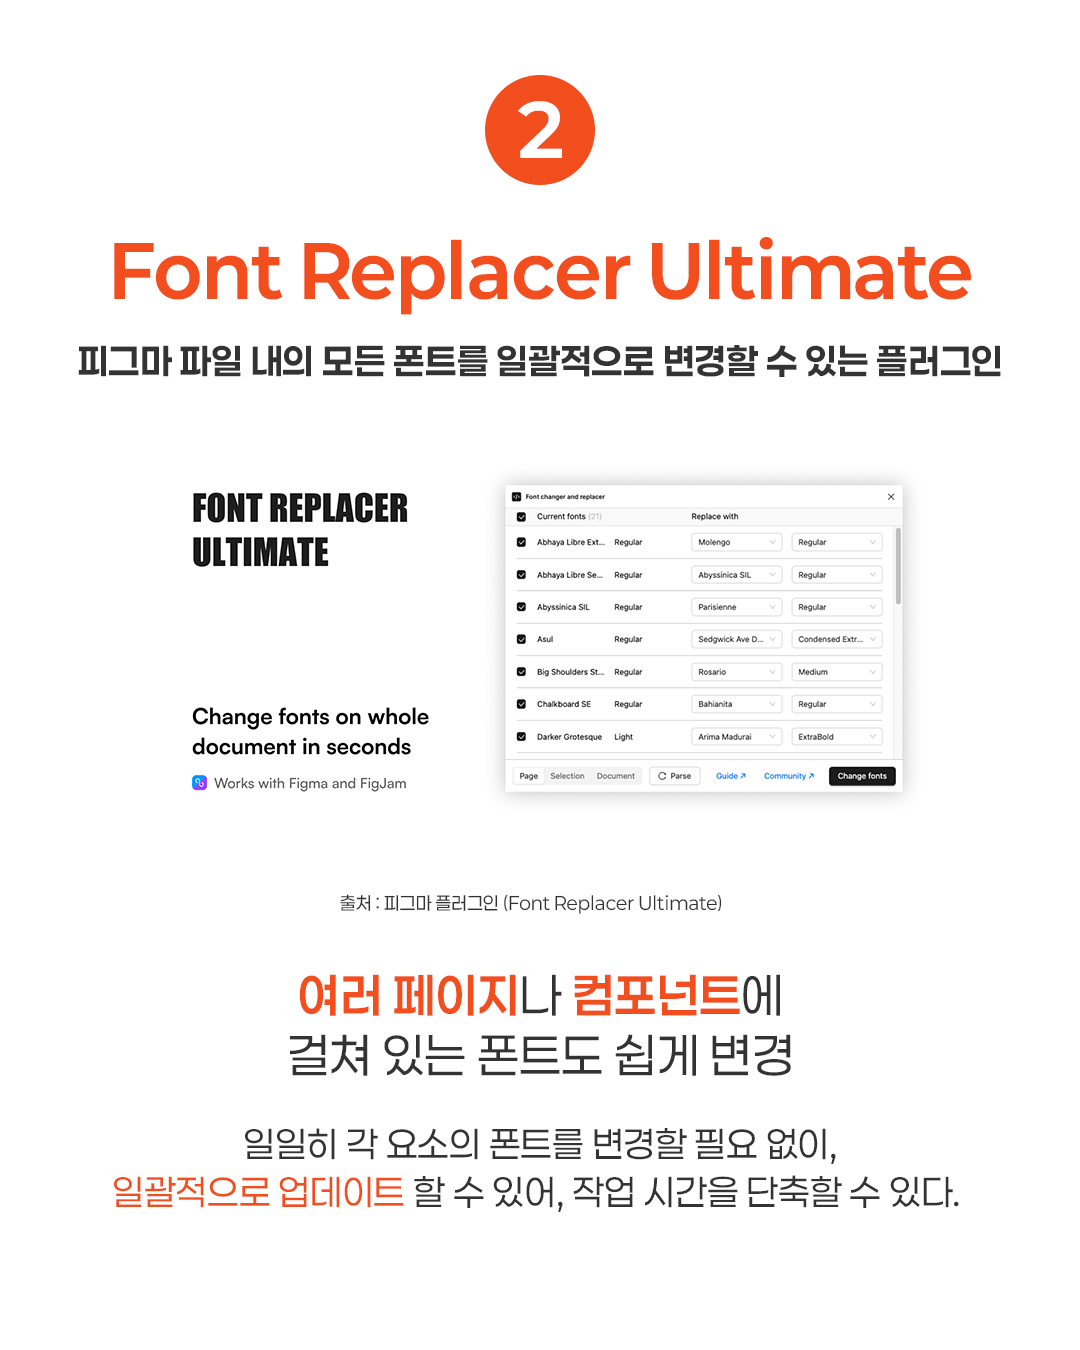 2
Font Replacer Ultimate
피그마 파일 내의 모든 폰트를 일괄적으로 변경할 수 있는 플러그인
FONT REPLACER
ULTIMATE
Change fonts on whole
document in seconds
Works with Figma and FigJam
Font changer and replacer
Current fonts (21) Replace with
Abhaya Libre Ext... Regular Molengo Regular
Abhaya Libre Se... Regular Abyssinica SIL Regular
Abyssinica SIL Regular Parisienne Regular
Asul Regular Sedgwick Ave D... Condensed Extr...
Big Shoulders St... Regular Rosario Medium
Chalkboard SE Regular Bahianita Regular
Darker Grotesque Light Arima Madurai ExtraBold
Page Selection Document Parse Guide ↗ Community ↗ Change fonts
출처 : 피그마 플러그인 (Font Replacer Ultimate)
여러 페이지나 컴포넌트에
걸쳐 있는 폰트도 쉽게 변경
일일히 각 요소의 폰트를 변경할 필요 없이,
일괄적으로 업데이트 할 수 있어, 작업 시간을 단축할 수 있다.